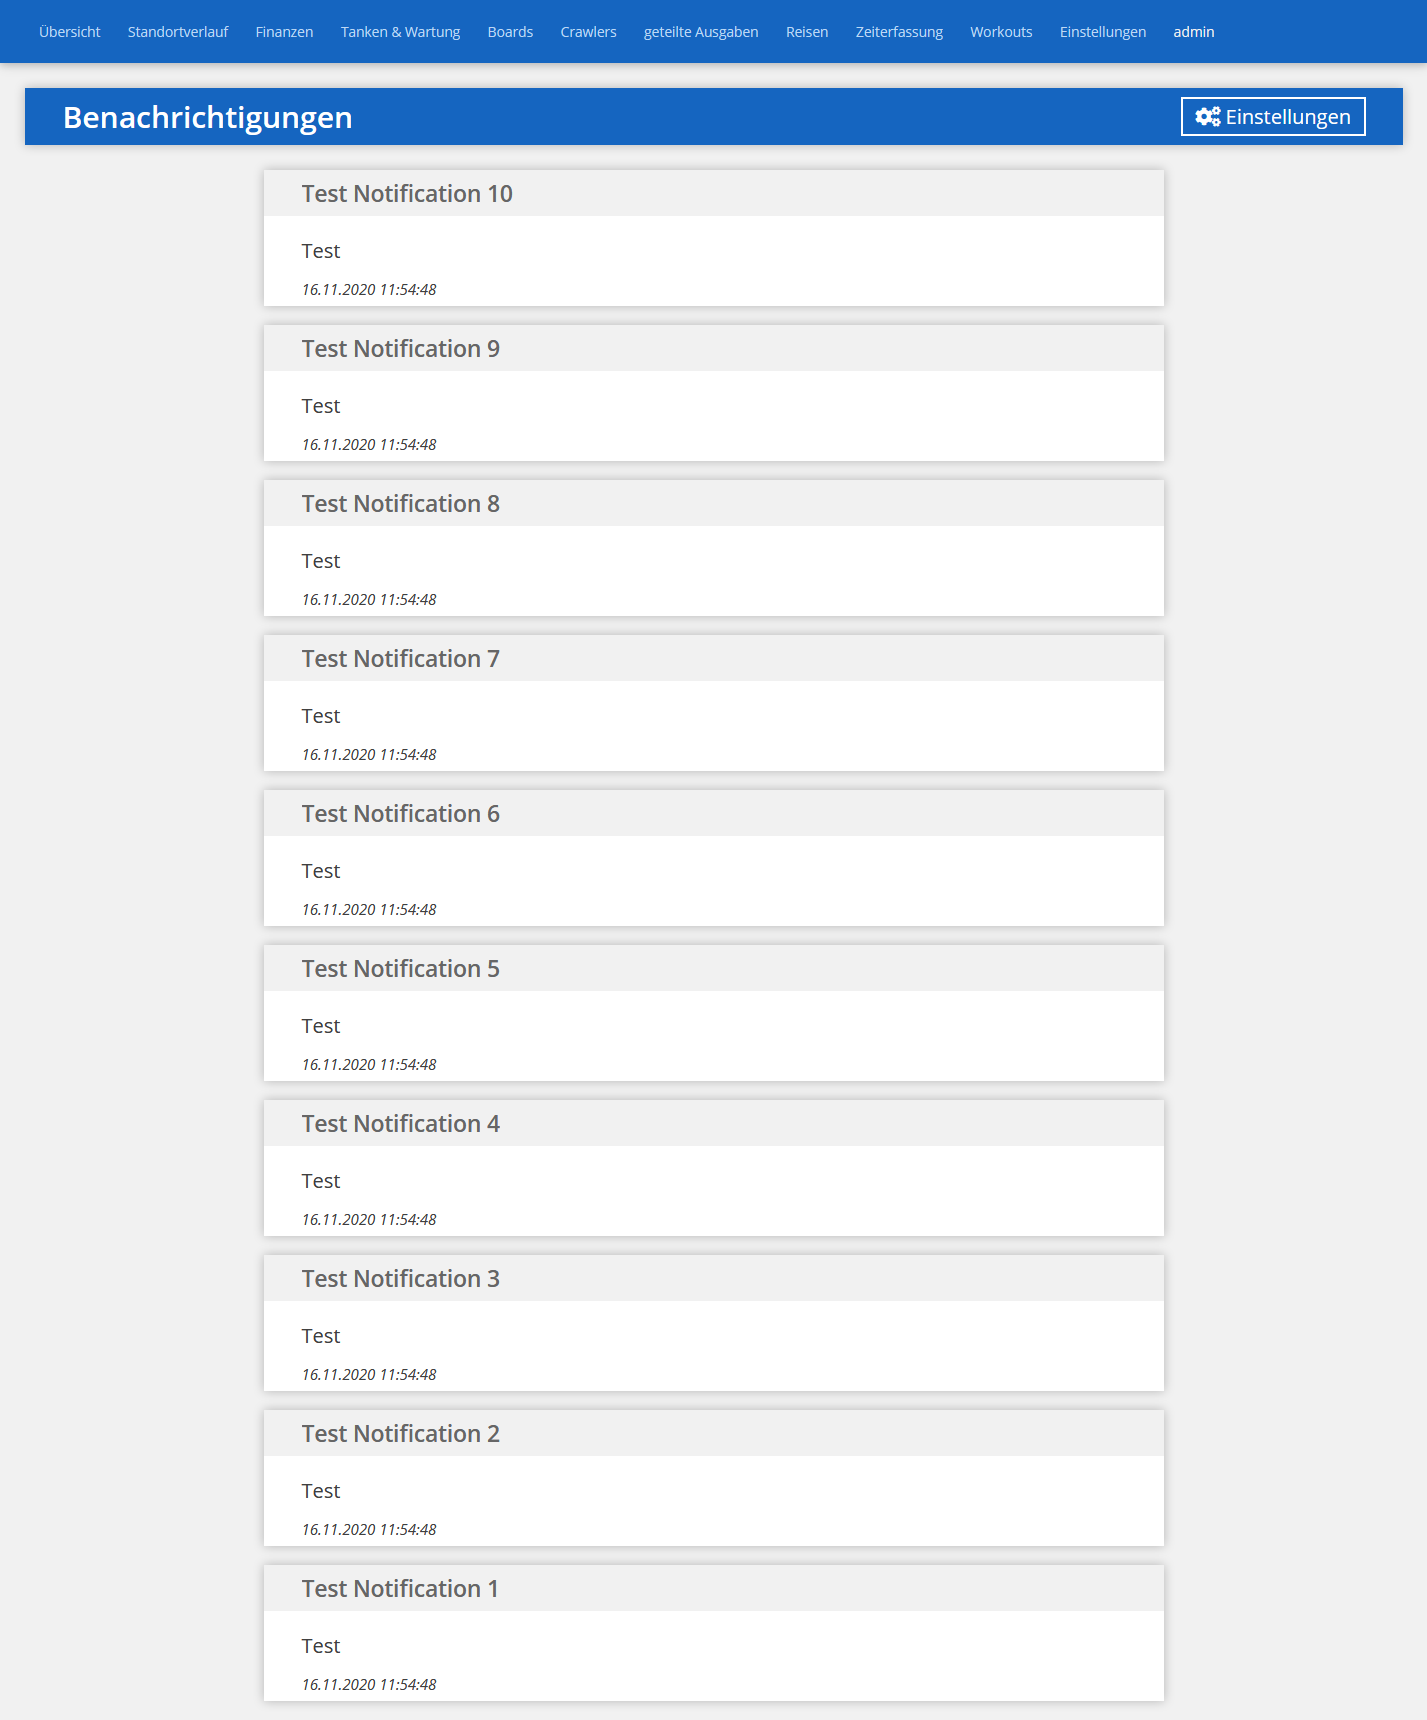 Übersicht Standortverlauf Finanzen Tanken & Wartung Boards Crawlers geteilte Ausgaben Reisen Zeiterfassung Workouts Einstellungen admin
Benachrichtigungen Einstellungen
Test Notification 10
Test
16.11.2020 11:54:48
Test Notification 9
Test
16.11.2020 11:54:48
Test Notification 8
Test
16.11.2020 11:54:48
Test Notification 7
Test
16.11.2020 11:54:48
Test Notification 6
Test
16.11.2020 11:54:48
Test Notification 5
Test
16.11.2020 11:54:48
Test Notification 4
Test
16.11.2020 11:54:48
Test Notification 3
Test
16.11.2020 11:54:48
Test Notification 2
Test
16.11.2020 11:54:48
Test Notification 1
Test
16.11.2020 11:54:48